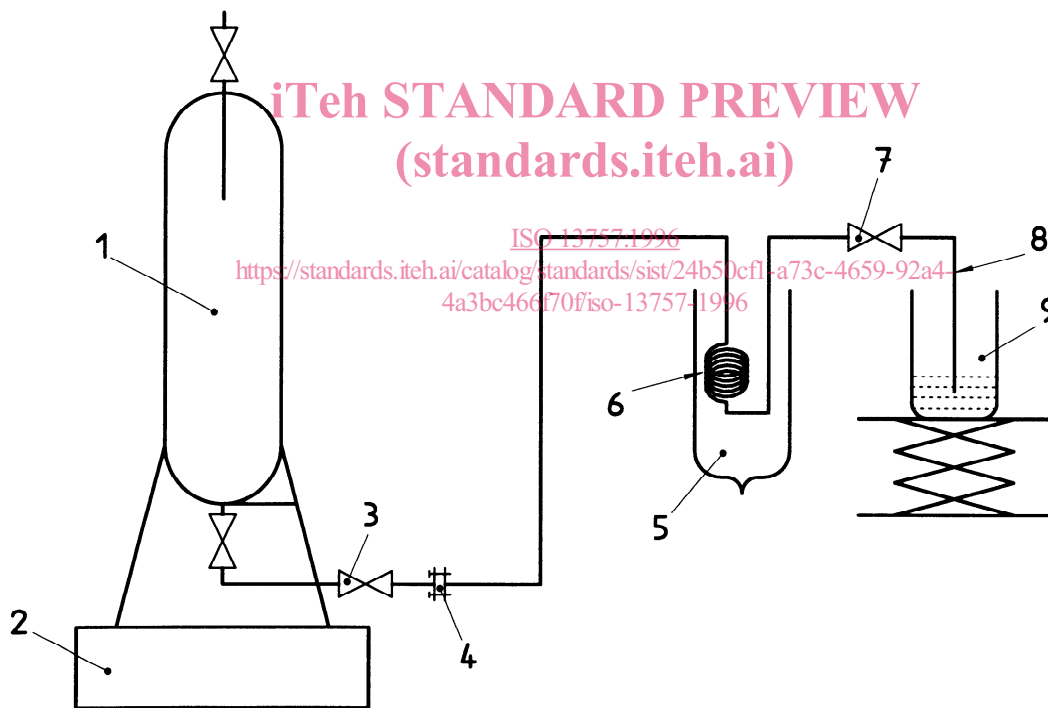 iTeh STANDARD PREVIEW
(standards.iteh.ai)
7
ISO 13757:1996
8
1
https://standards.iteh.ai/catalog/standards/sist/24b50cf1-a73c-4659-92a4-
4a3bc466f70f/iso-13757-1996
9
6
5
3
2
4